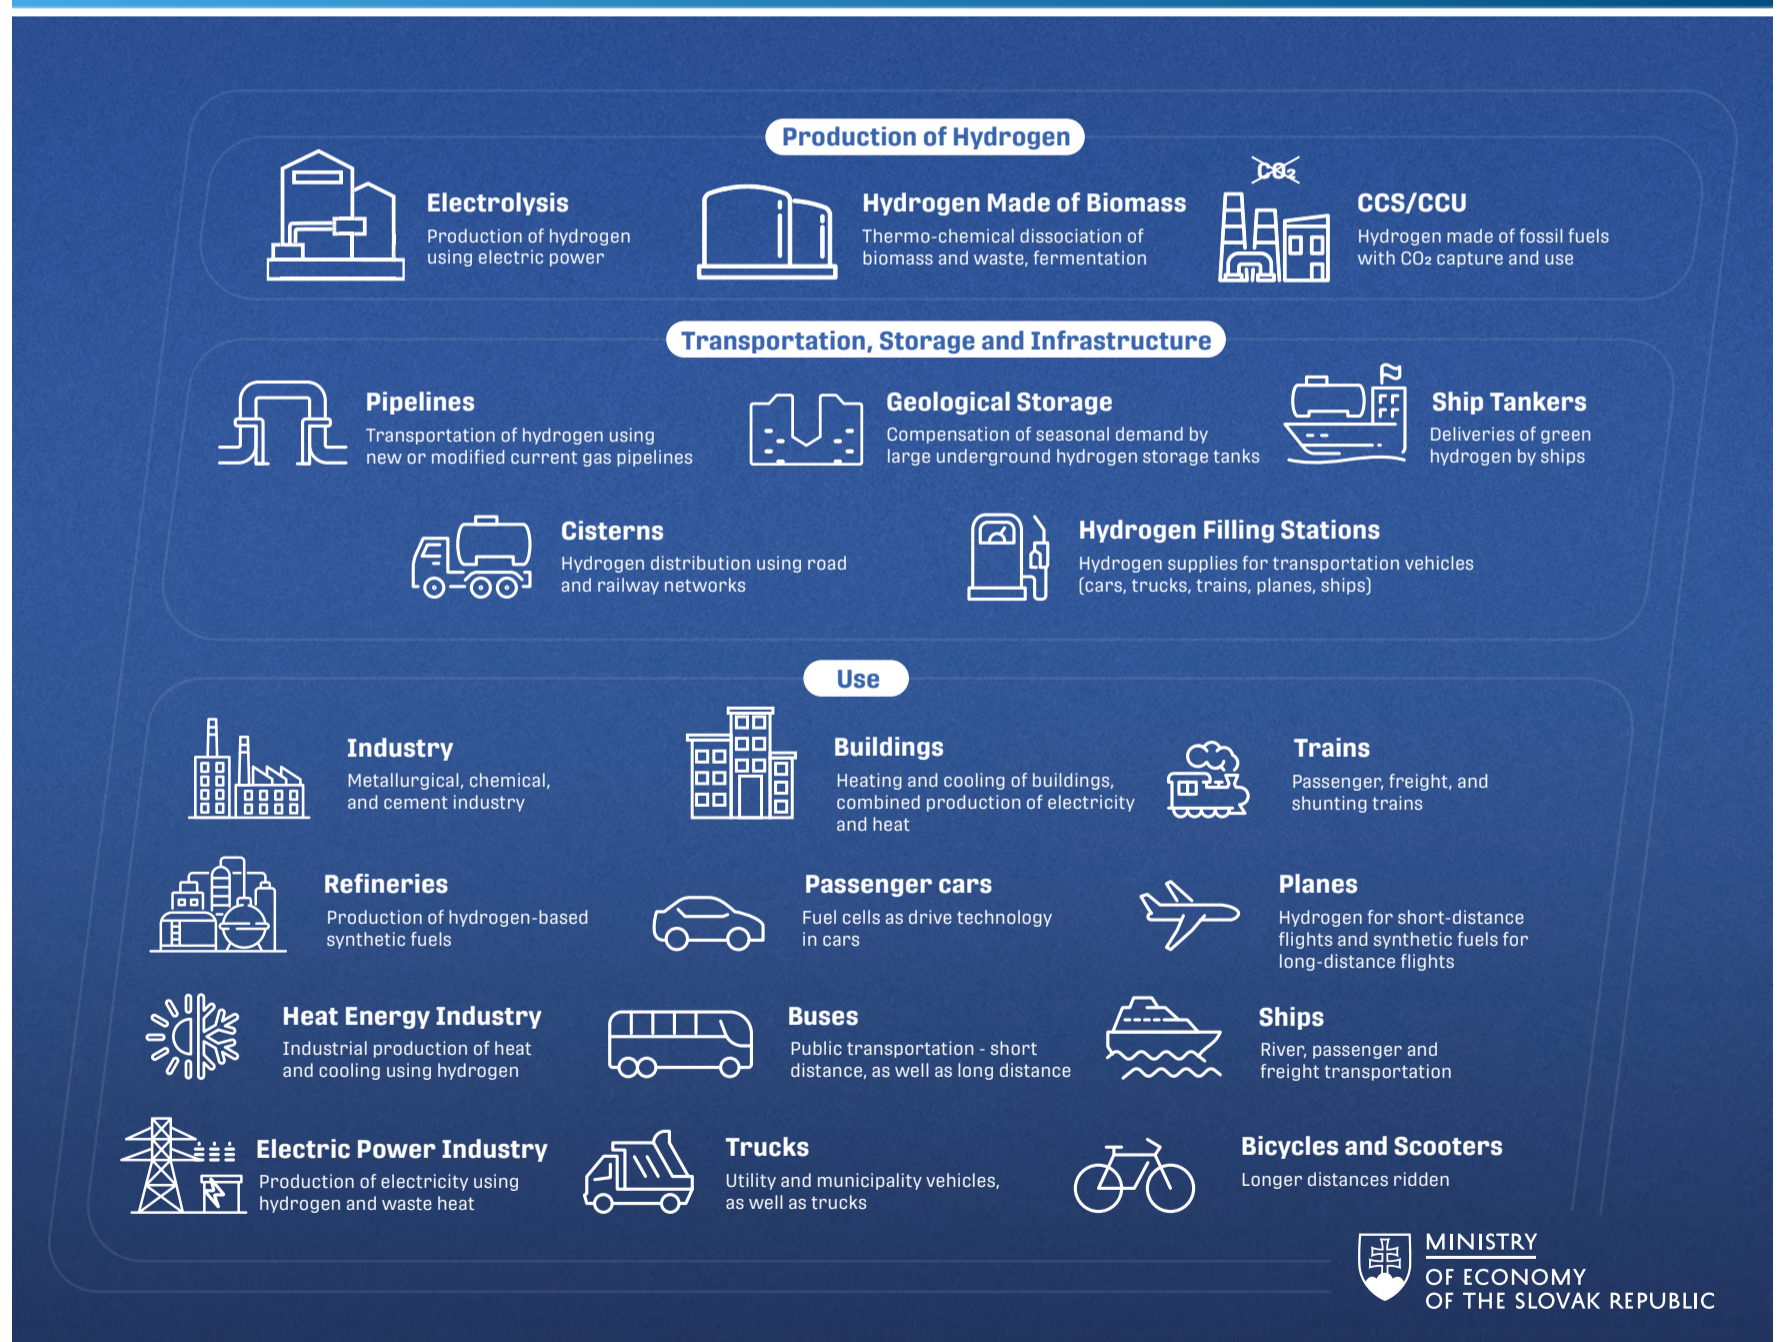 Production of Hydrogen
CO₂
Electrolysis
Production of hydrogen
using electric power
Hydrogen Made of Biomass
Thermo-chemical dissociation of
biomass and waste, fermentation
CCS/CCU
Hydrogen made of fossil fuels
with CO₂ capture and use
Transportation, Storage and Infrastructure
Pipelines
Transportation of hydrogen using
new or modified current gas pipelines
Geological Storage
Compensation of seasonal demand by
large underground hydrogen storage tanks
Ship Tankers
Deliveries of green
hydrogen by ships
Cisterns
Hydrogen distribution using road
and railway networks
Hydrogen Filling Stations
Hydrogen supplies for transportation vehicles
(cars, trucks, trains, planes, ships)
Use
Industry
Metallurgical, chemical,
and cement industry
Buildings
Heating and cooling of buildings,
combined production of electricity
and heat
Trains
Passenger, freight, and
shunting trains
Refineries
Production of hydrogen-based
synthetic fuels
Passenger cars
Fuel cells as drive technology
in cars
Planes
Hydrogen for short-distance
flights and synthetic fuels for
long-distance flights
Heat Energy Industry
Industrial production of heat
and cooling using hydrogen
Buses
Public transportation - short
distance, as well as long distance
Ships
River, passenger and
freight transportation
Electric Power Industry
Production of electricity using
hydrogen and waste heat
Trucks
Utility and municipality vehicles,
as well as trucks
Bicycles and Scooters
Longer distances ridden
MINISTRY
OF ECONOMY
OF THE SLOVAK REPUBLIC